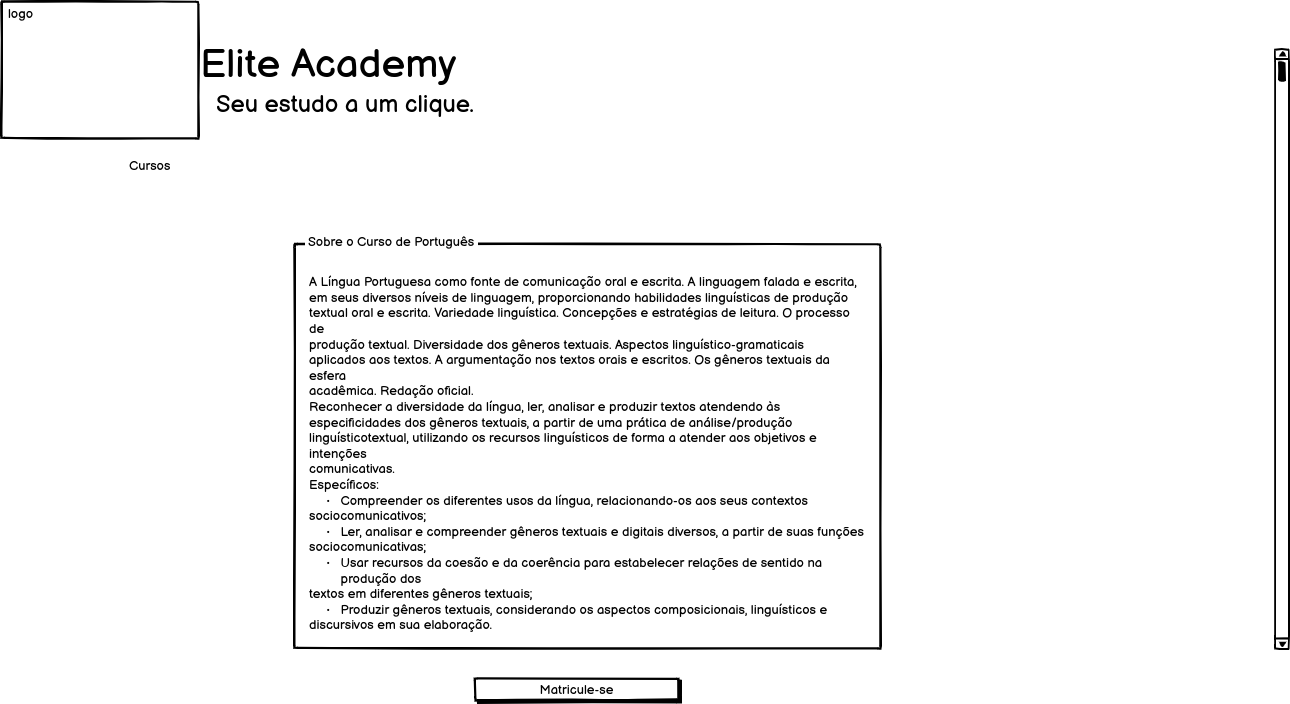 logo
Elite Academy
Seu estudo a um clique.
Cursos
Sobre o Curso de Português
A Língua Portuguesa como fonte de comunicação oral e escrita. A linguagem falada e escrita,
em seus diversos níveis de linguagem, proporcionando habilidades linguísticas de produção
textual oral e escrita. Variedade linguística. Concepções e estratégias de leitura. O processo
de
produção textual. Diversidade dos gêneros textuais. Aspectos linguístico-gramaticais
aplicados aos textos. A argumentação nos textos orais e escritos. Os gêneros textuais da
esfera
acadêmica. Redação oficial.
Reconhecer a diversidade da língua, ler, analisar e produzir textos atendendo às
especificidades dos gêneros textuais, a partir de uma prática de análise/produção
linguísticotextual, utilizando os recursos linguísticos de forma a atender aos objetivos e
intenções
comunicativas.
Específicos:
· Compreender os diferentes usos da língua, relacionando-os aos seus contextos
sociocomunicativos;
· Ler, analisar e compreender gêneros textuais e digitais diversos, a partir de suas funções
sociocomunicativas;
· Usar recursos da coesão e da coerência para estabelecer relações de sentido na
produção dos
textos em diferentes gêneros textuais;
· Produzir gêneros textuais, considerando os aspectos composicionais, linguísticos e
discursivos em sua elaboração.
Matricule-se